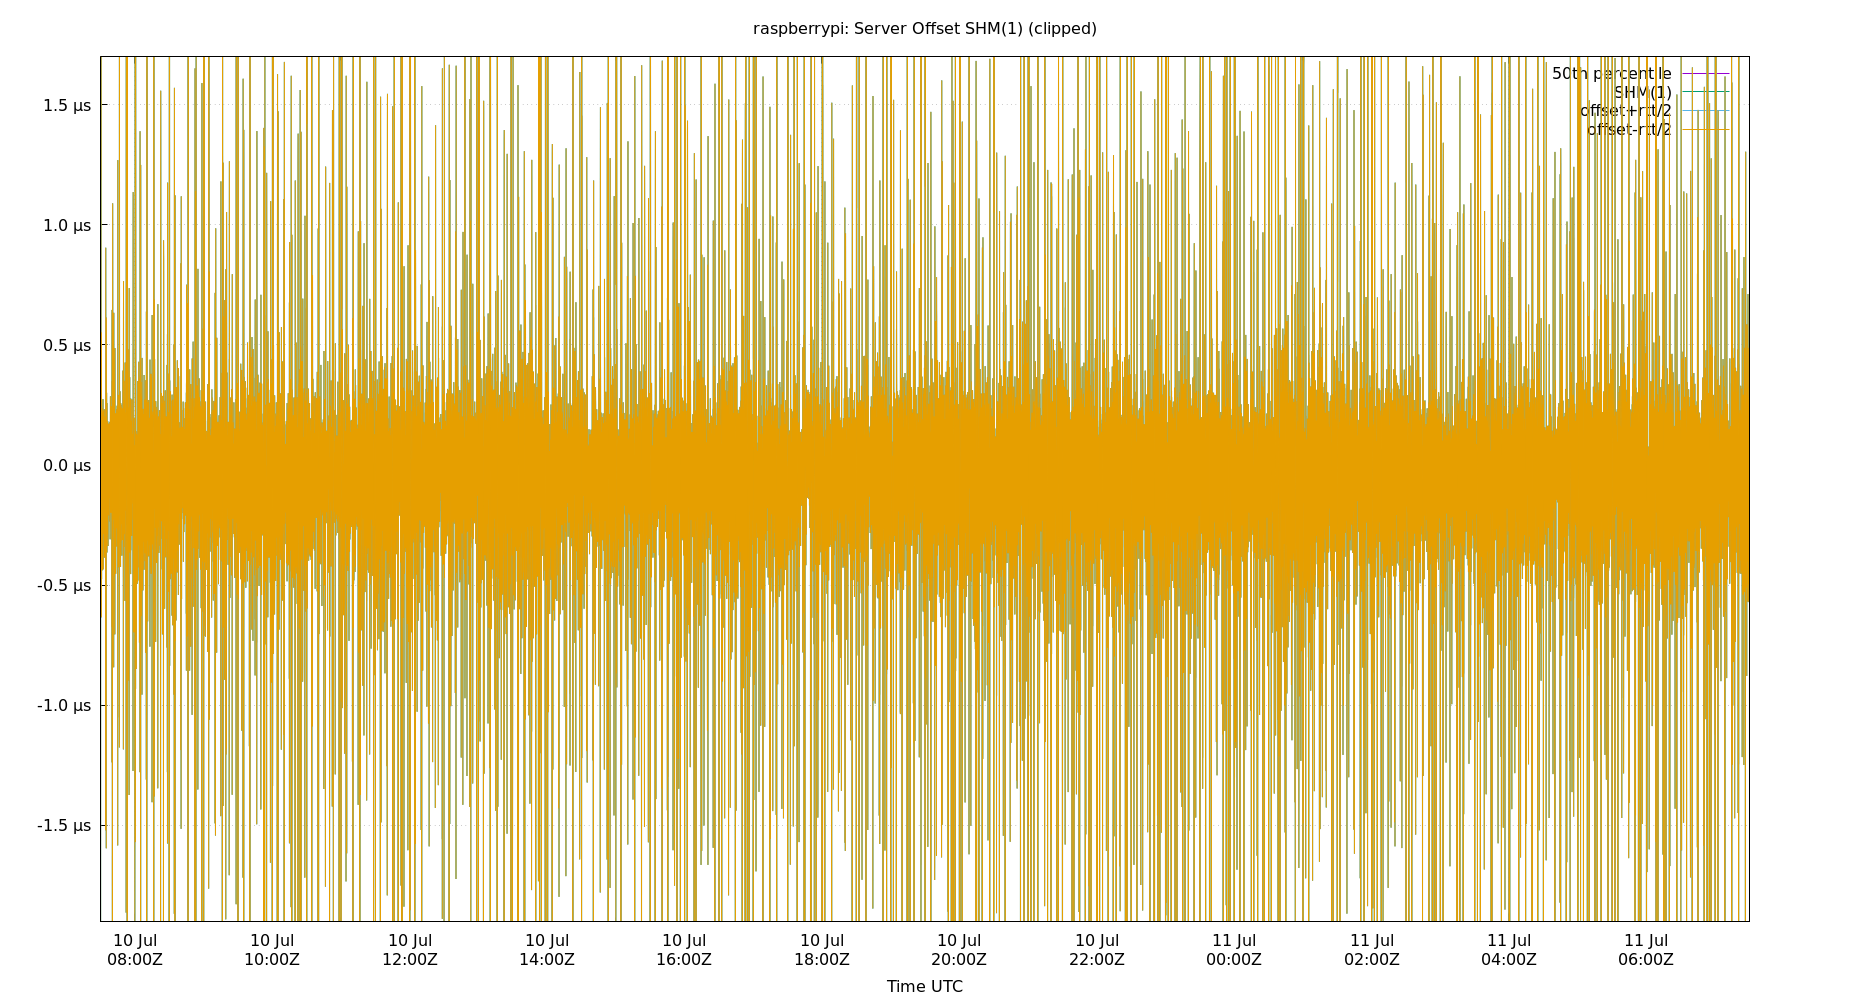 raspberrypi: Server Offset SHM(1) (clipped)
50th percentile
SHM(1)
offset+rtt/2
offset-rtt/2
1.5 µs
1.0 µs
0.5 µs
0.0 µs
-0.5 µs
-1.0 µs
-1.5 µs
10 Jul 10 Jul 10 Jul 10 Jul 10 Jul 10 Jul 10 Jul 10 Jul 11 Jul 11 Jul 11 Jul 11 Jul
08:00Z 10:00Z 12:00Z 14:00Z 16:00Z 18:00Z 20:00Z 22:00Z 00:00Z 02:00Z 04:00Z 06:00Z
Time UTC